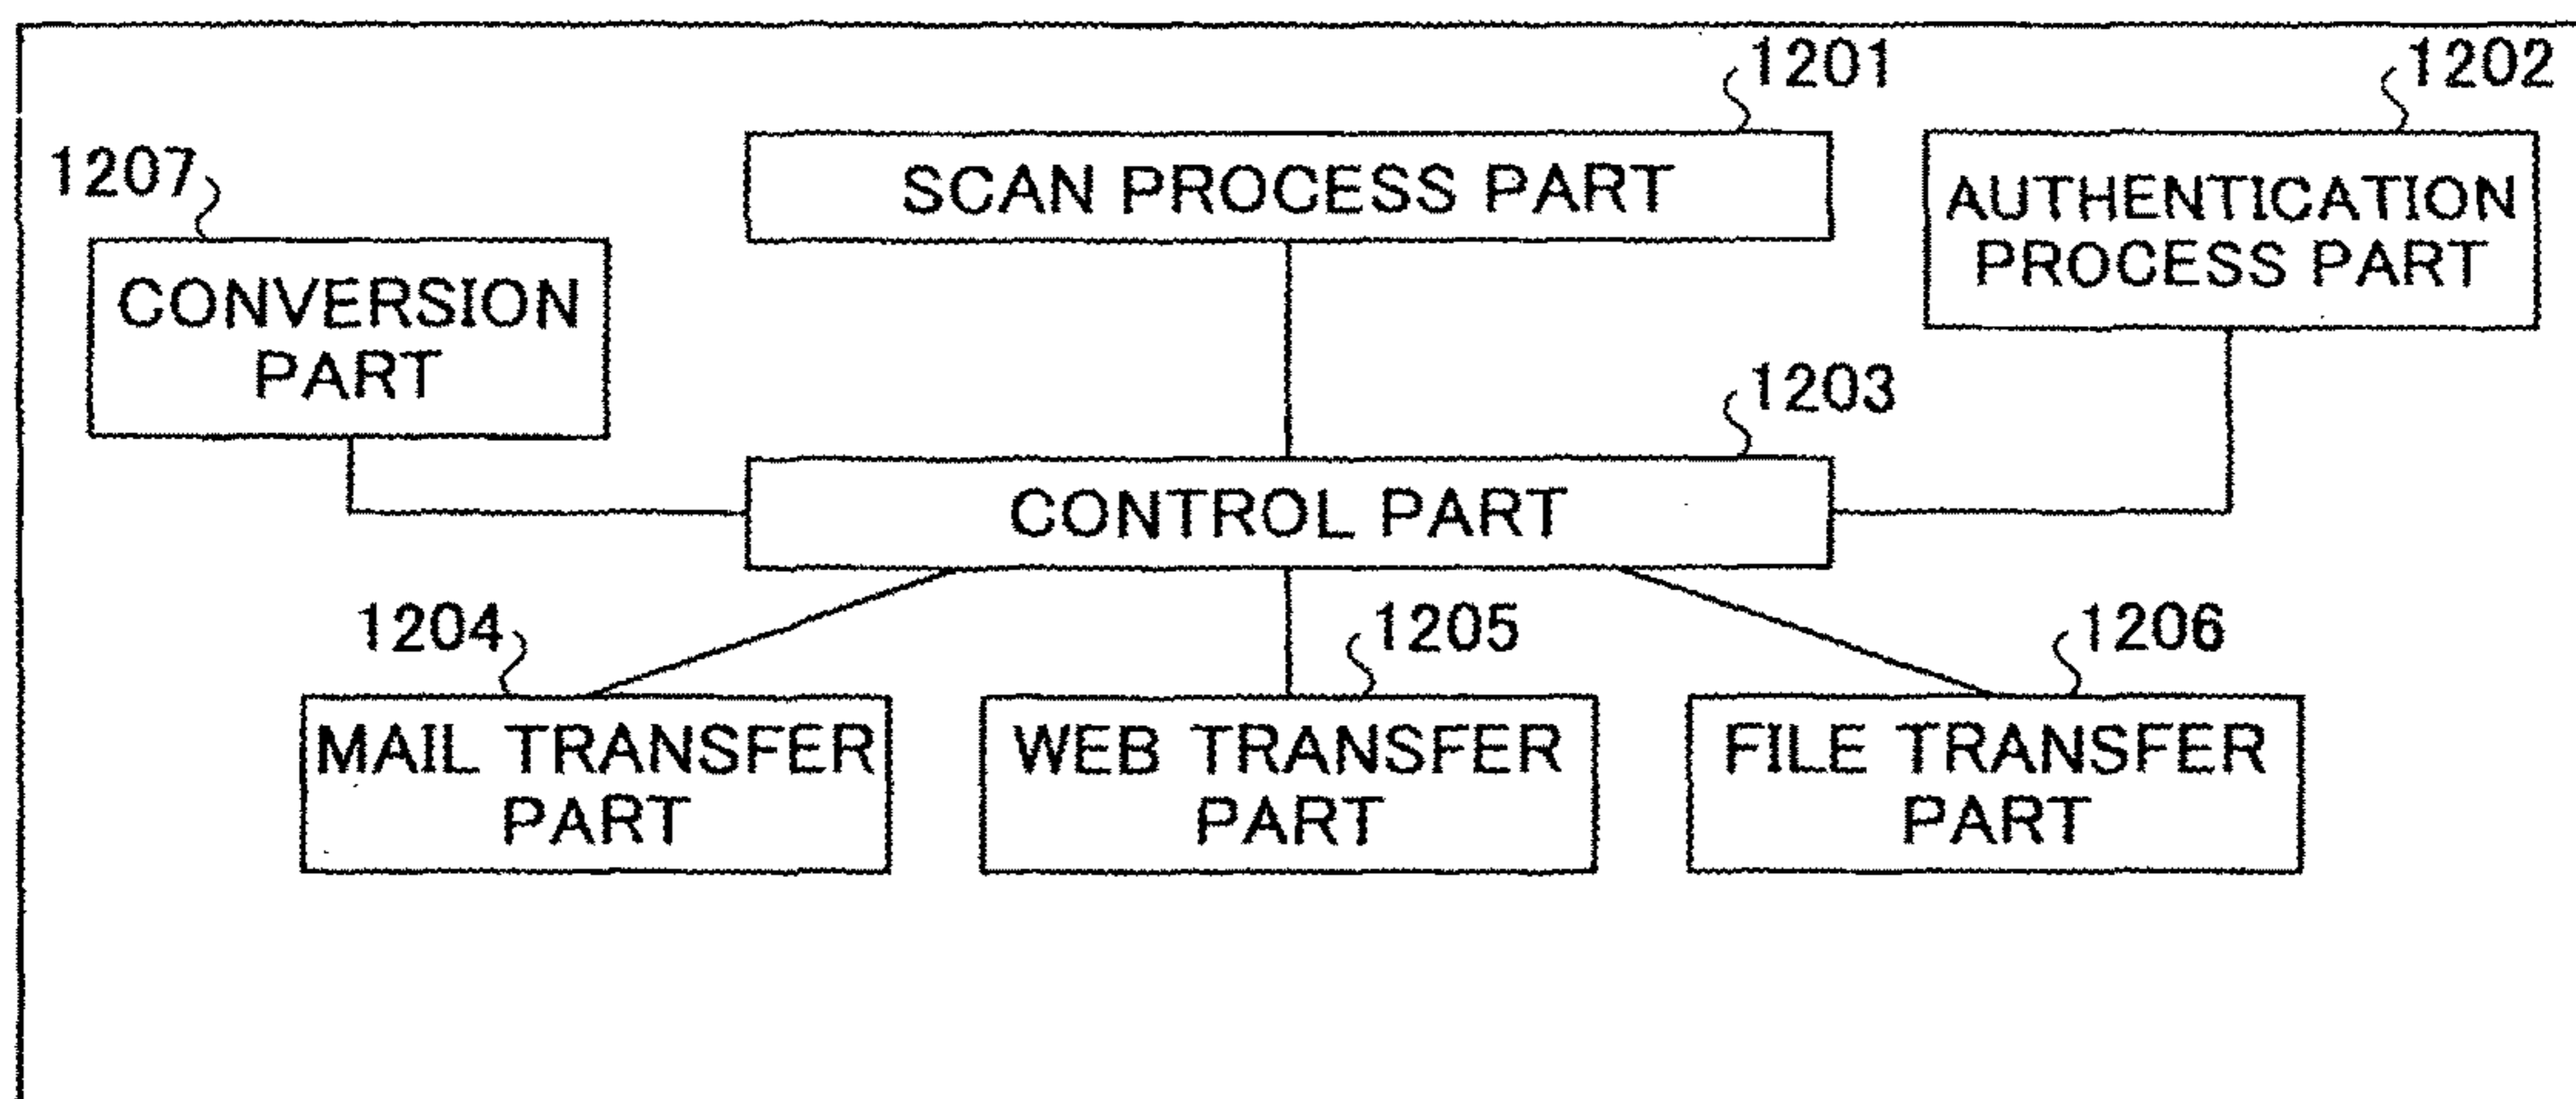 1201
SCAN PROCESS PART
1202
AUTHENTICATION
PROCESS PART
1207
CONVERSION
PART
1203
CONTROL PART
1204
MAIL TRANSFER
PART
1205
WEB TRANSFER
PART
1206
FILE TRANSFER
PART